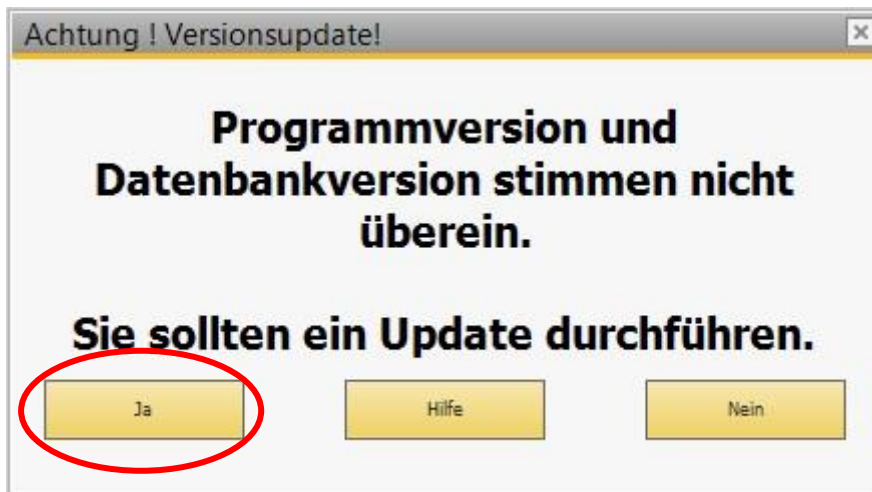 Achtung ! Versionsupdate!
Programmversion und
Datenbankversion stimmen nicht
überein.
Sie sollten ein Update durchführen.
Ja
Hilfe
Nein